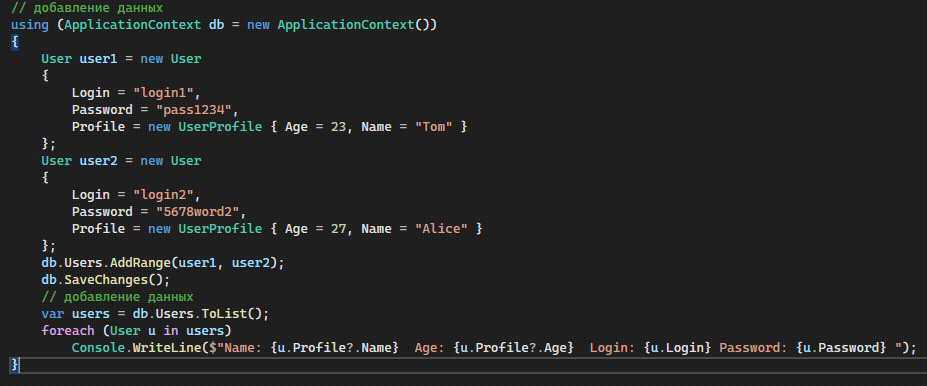 // добавление данных
using (ApplicationContext db = new ApplicationContext())
{
    User user1 = new User
    {
        Login = "login1",
        Password = "pass1234",
        Profile = new UserProfile { Age = 23, Name = "Tom" }
    };
    User user2 = new User
    {
        Login = "login2",
        Password = "5678word2",
        Profile = new UserProfile { Age = 27, Name = "Alice" }
    };
    db.Users.AddRange(user1, user2);
    db.SaveChanges();
    // добавление данных
    var users = db.Users.ToList();
    foreach (User u in users)
        Console.WriteLine($"Name: {u.Profile?.Name}  Age: {u.Profile?.Age}  Login: {u.Login} Password: {u.Password} ");
}